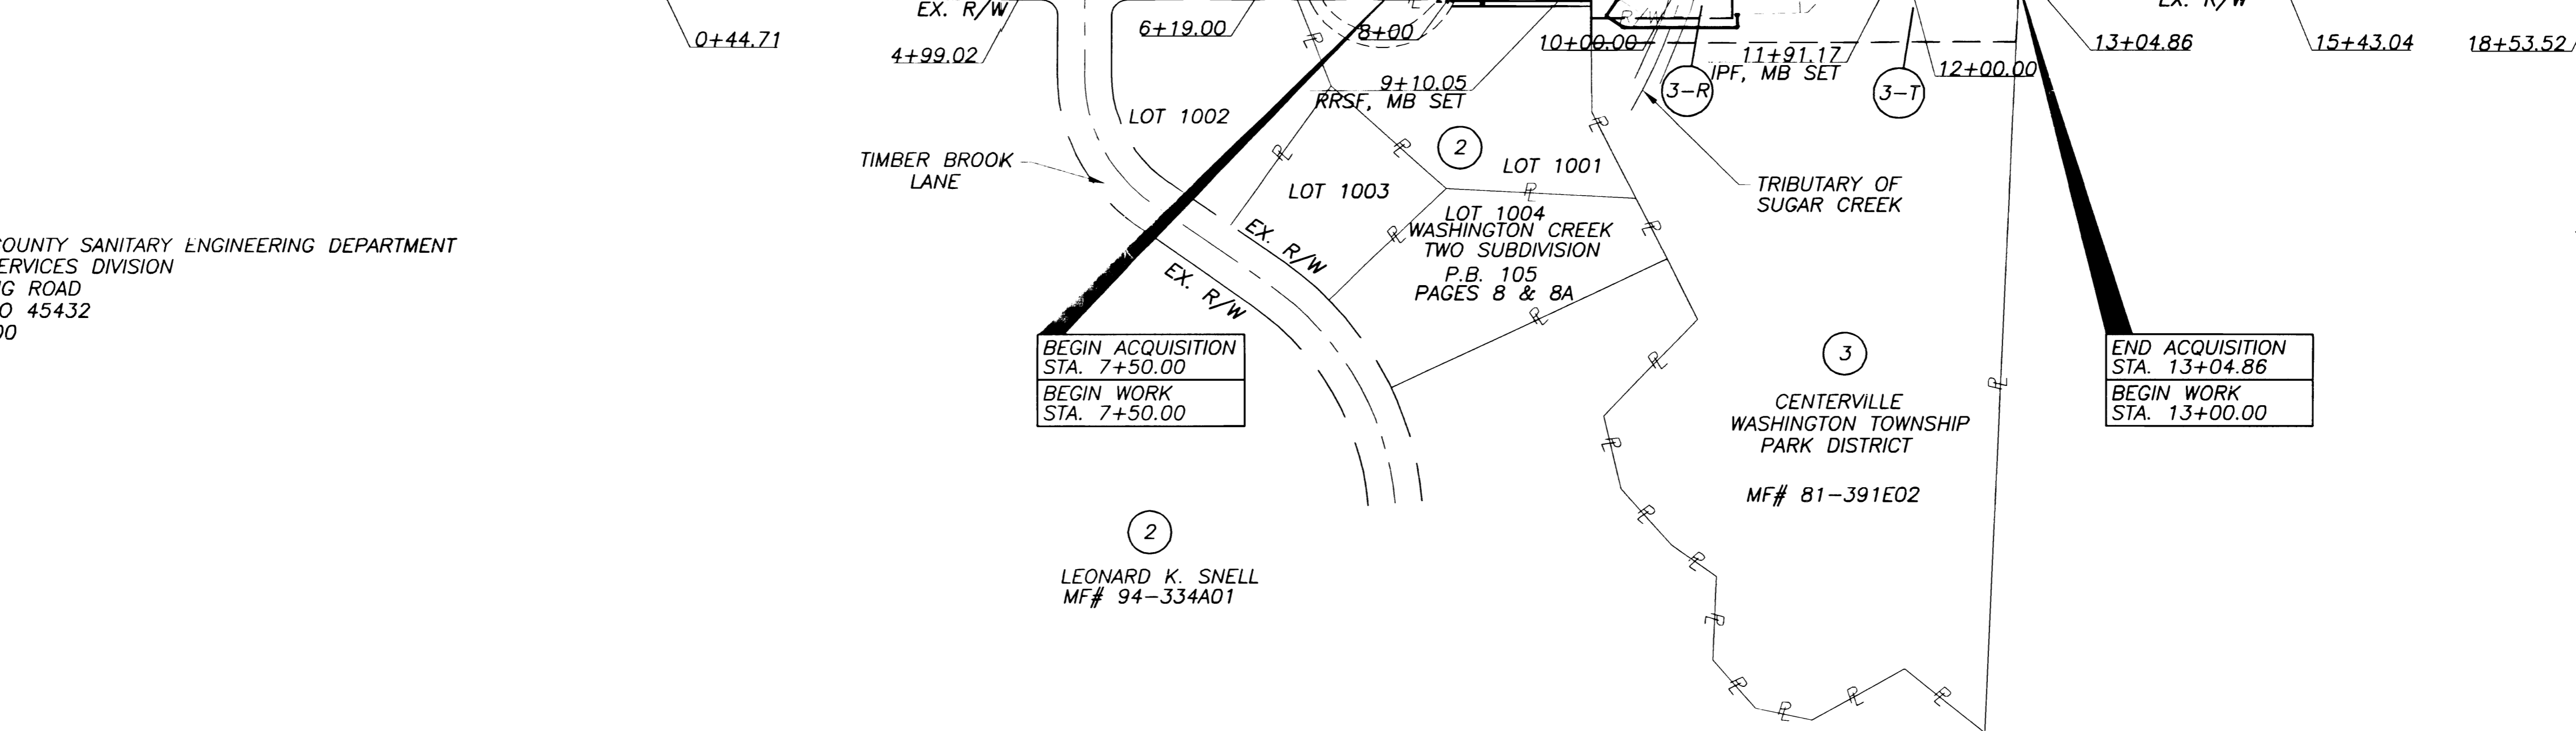 EX. R/W
0+44.71
4+99.02
6+19.00
8+00
9+10.05
RRSF, MB SET
10+00.00
R/W
3-R
11+91.17
IPF, MB SET
3-T
12+00.00
13+04.86
15+43.04
18+53.52
LOT 1002
TIMBER BROOK
LANE
2
LOT 1001
LOT 1003
LOT 1004
WASHINGTON CREEK
TWO SUBDIVISION
P.B. 105
PAGES 8 & 8A
TRIBUTARY OF
SUGAR CREEK
EX. R/W
EX. R/W
OUNTY SANITARY ENGINEERING DEPARTMENT
ERVICES DIVISION
G ROAD
O 45432
00
BEGIN ACQUISITION
STA. 7+50.00
BEGIN WORK
STA. 7+50.00
3
CENTERVILLE
WASHINGTON TOWNSHIP
PARK DISTRICT
MF# 81-391E02
END ACQUISITION
STA. 13+04.86
BEGIN WORK
STA. 13+00.00
2
LEONARD K. SNELL
MF# 94-334A01